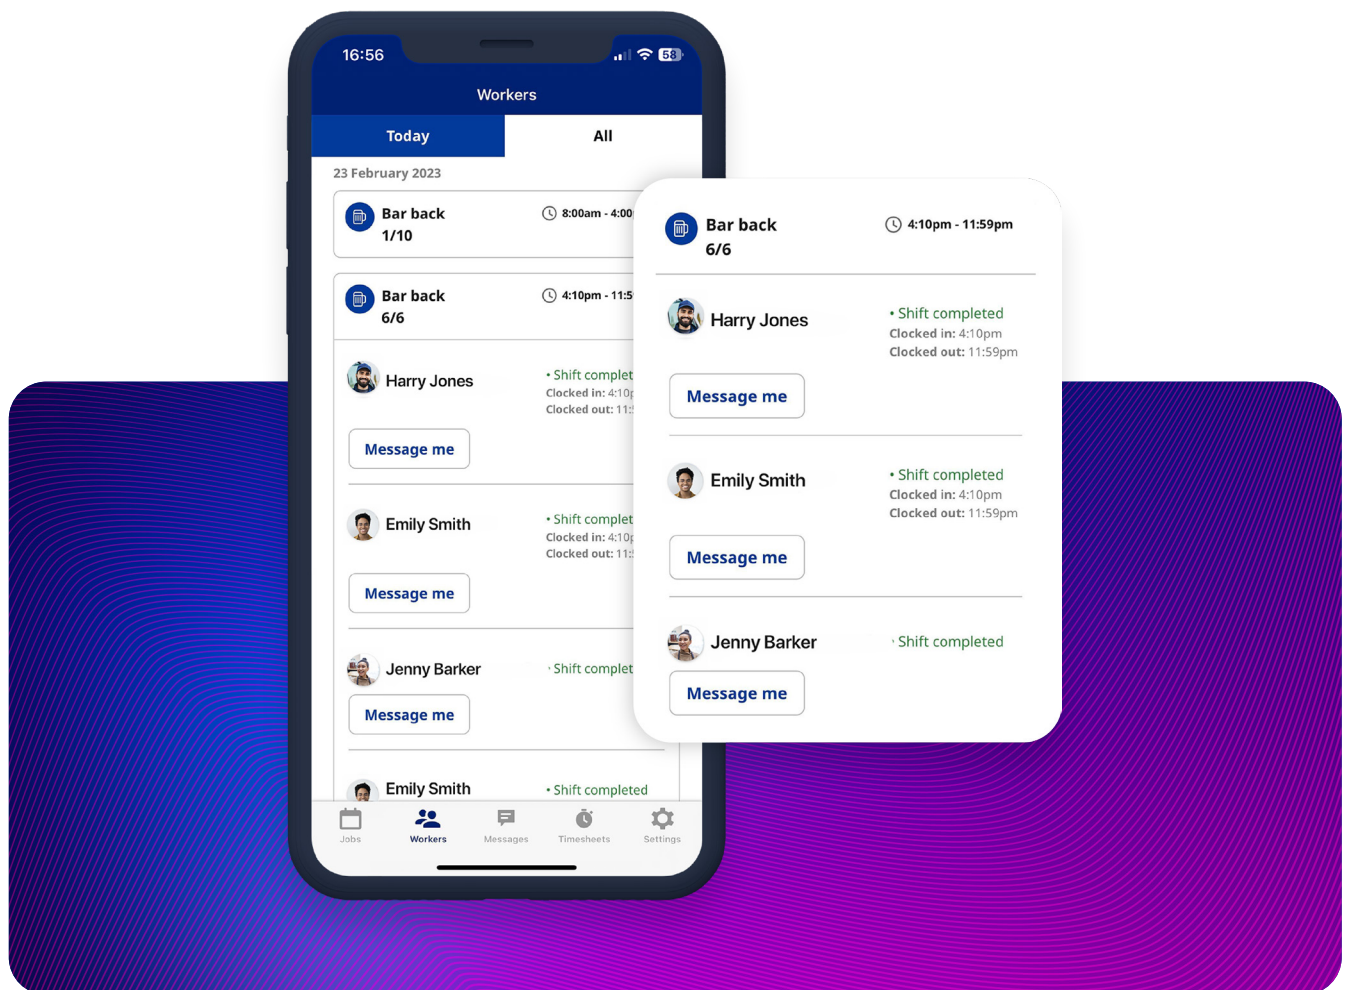 16:56
58
Workers
Today
All
23 February 2023
Bar back
8:00am - 4:00
1/10
Bar back
4:10pm - 11:5
6/6
Harry Jones
• Shift complet
Clocked in: 4:10p
Clocked out: 11:5
Message me
Emily Smith
• Shift complet
Clocked in: 4:10p
Clocked out: 11:5
Message me
Jenny Barker
· Shift complet
Message me
Emily Smith
• Shift completed
Jobs
Workers
Messages
Timesheets
Settings
Bar back
4:10pm - 11:59pm
6/6
Harry Jones
• Shift completed
Clocked in: 4:10pm
Clocked out: 11:59pm
Message me
Emily Smith
• Shift completed
Clocked in: 4:10pm
Clocked out: 11:59pm
Message me
Jenny Barker
· Shift completed
Message me